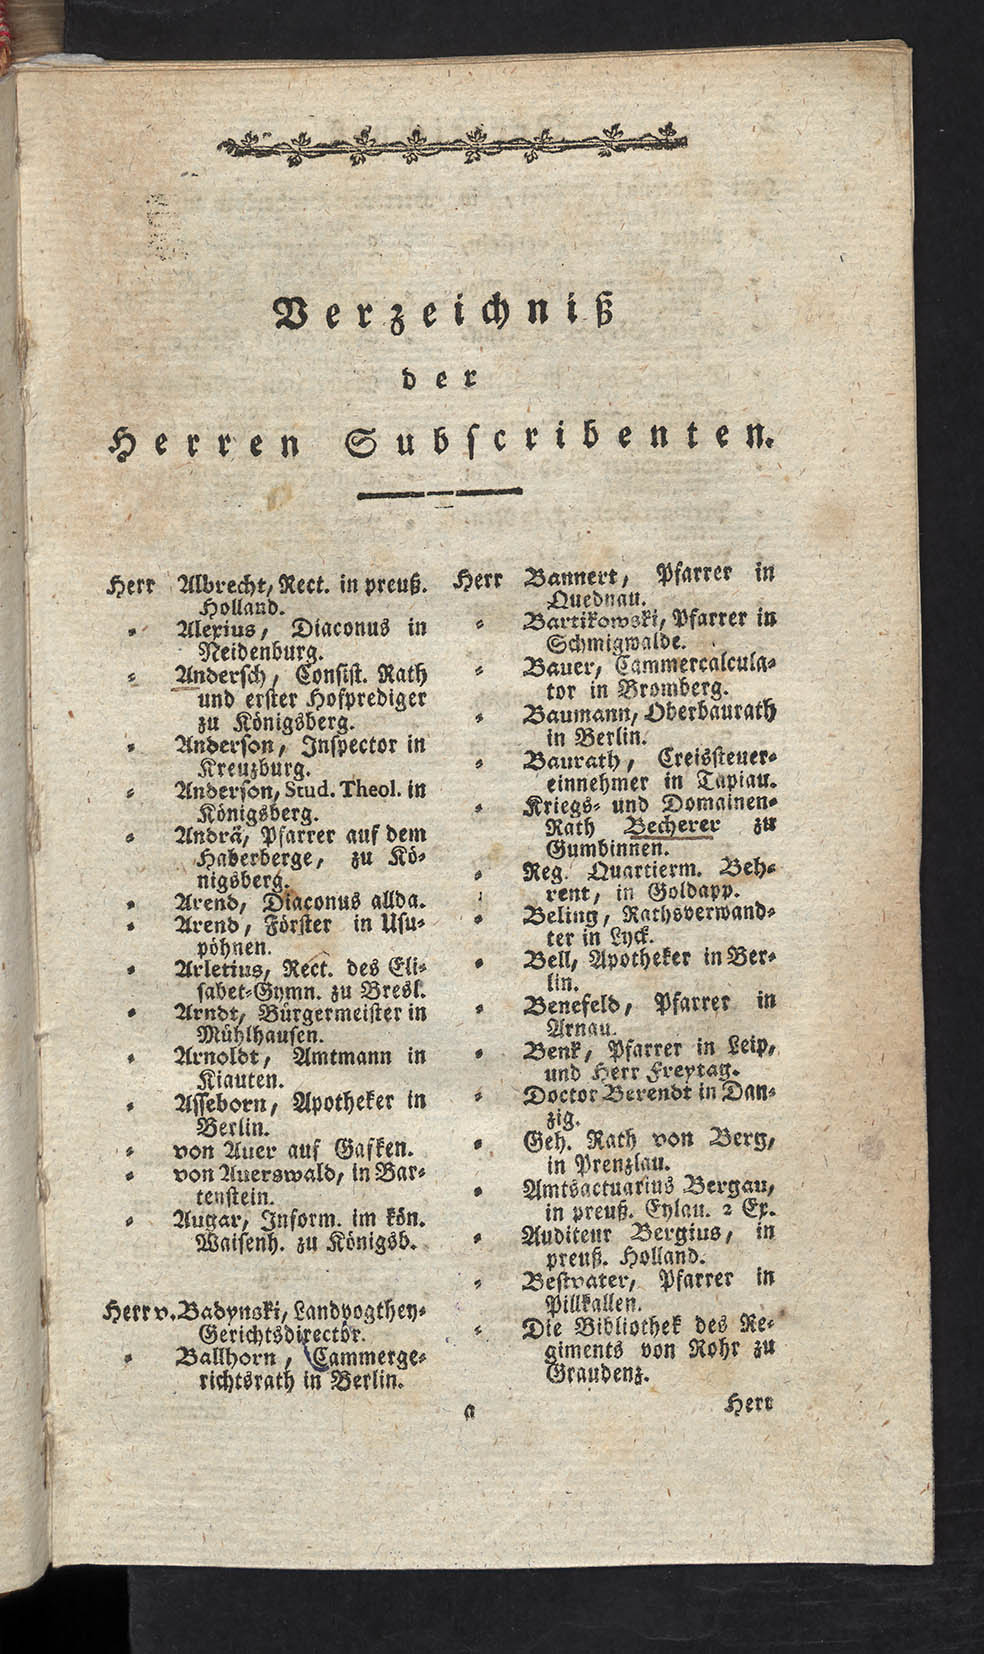 Verzeichniß
der
Herren Subscribenten.
Herr Albrecht, Rect. in preuß.
Holland.
⸗ Alexius, Diaconus in
Neidenburg.
⸗ Andersch, Consist. Rath
und erster Hofprediger
zu Königsberg.
⸗ Anderson, Inspector in
Kreuzburg.
⸗ Anderson, Stud. Theol. in
Königsberg.
⸗ Andrä, Pfarrer auf dem
Haberberge, zu Kö⸗
nigsberg.
⸗ Arend, Diaconus allda.
⸗ Arend, Förster in Usu⸗
pöhnen.
⸗ Arletius, Rect. des Eli⸗
sabet⸗Gymn. zu Bresl.
⸗ Arndt, Bürgermeister in
Mühlhausen.
⸗ Arnoldt, Amtmann in
Kiauten.
⸗ Asseborn, Apotheker in
Berlin.
⸗ von Auer auf Gafken.
⸗ von Auerswald, in Bar⸗
tenstein.
⸗ Augar, Inform. im kön.
Waisenh. zu Königsb.
Herr v. Badynski, Landvogthey⸗
Gerichtsdirector.
⸗ Ballhorn, Cammerge⸗
richtsrath in Berlin.
Herr Bannert, Pfarrer in
Quednau.
⸗ Bartikowski, Pfarrer in
Schmigwalde.
⸗ Bauer, Cammercalcula⸗
tor in Bromberg.
⸗ Baumann, Oberbaurath
in Berlin.
⸗ Baurath, Creissteuer⸗
einnehmer in Tapiau.
⸗ Kriegs⸗ und Domainen⸗
Rath Becherer zu
Gumbinnen.
⸗ Reg. Quartierm. Beh⸗
rent, in Goldapp.
⸗ Beling, Rathsverwand⸗
ter in Lyck.
⸗ Bell, Apotheker in Ber⸗
lin.
⸗ Benefeld, Pfarrer in
Arnau.
⸗ Benk, Pfarrer in Leip,
und Herr Freytag.
⸗ Doctor Berendt in Dan⸗
zig.
⸗ Geh. Rath von Berg,
in Prenzlau.
⸗ Amtsactuarius Bergau,
in preuß. Eylau. 2 Ex.
⸗ Auditeur Bergius, in
preuß. Holland.
⸗ Bestvater, Pfarrer in
Pillkallen.
⸗ Die Bibliothek des Re⸗
giments von Rohr zu
Graudenz.
a
Herr